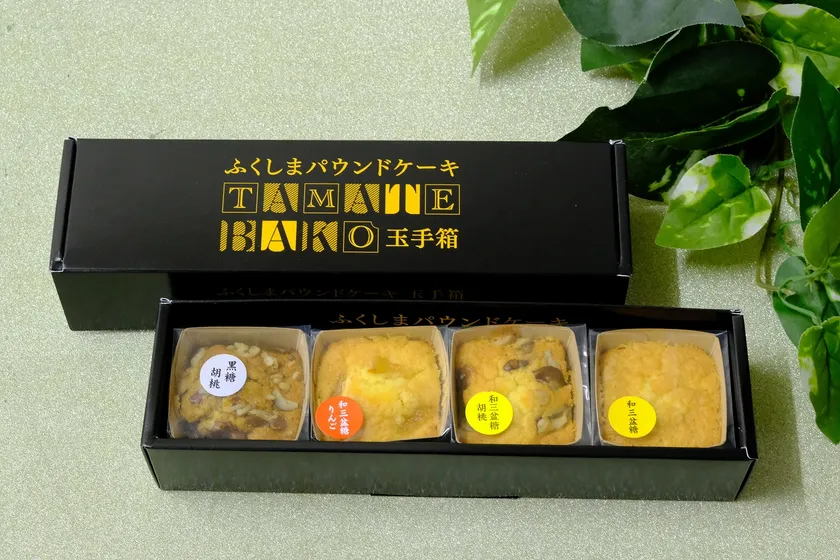 ふくしまパウンドケーキ
TAMATE
BAKO 玉手箱
ふくしまパウンドケーキ 玉手箱
ふくしまパウンドケーキ
黒糖
胡桃
和三盆糖
りんご
和三盆糖
胡桃
和三盆糖